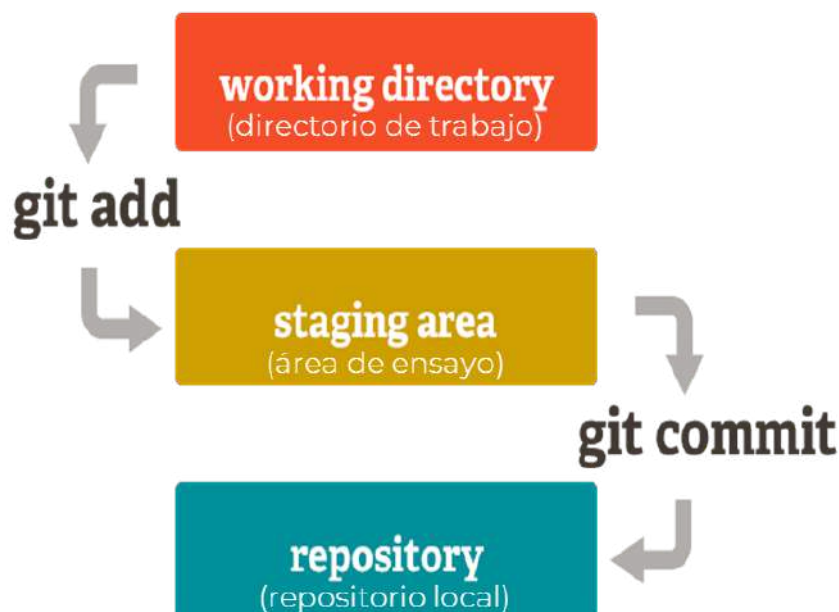 working directory
(directorio de trabajo)
git add
staging area
(área de ensayo)
git commit
repository
(repositorio local)